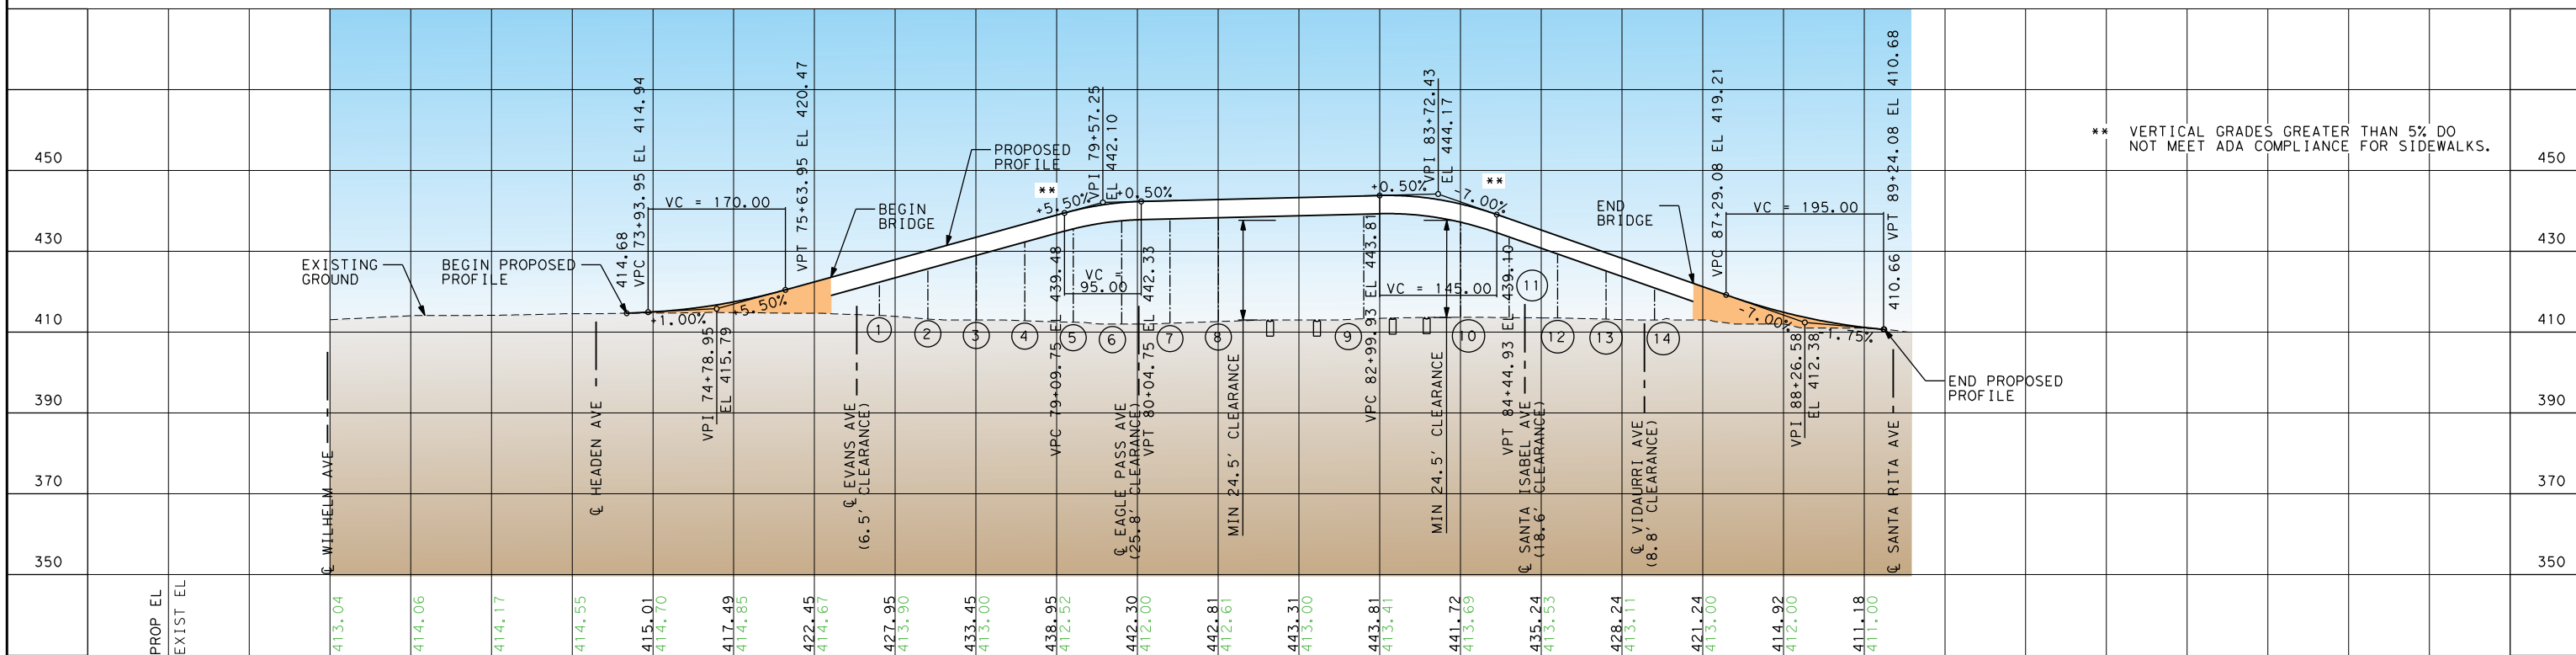 VPC 73+93.95 EL 414.94
414.68
VPT 75+63.95 EL 420.47
VC = 170.00
EXISTING
GROUND
BEGIN PROPOSED
PROFILE
+1.00%
+5.50%
VPI 74+78.95
EL 415.79
BEGIN
BRIDGE
PROPOSED
PROFILE
**
+5.50%
VPI 79+57.25
EL 442.10
+0.50%
VC =
95.00
VPC 79+09.75 EL 439.48
VPT 80+04.75 EL 442.33
+0.50%
VPI 83+72.43
EL 444.17
-7.00%
**
VC = 145.00
VPC 82+99.93 EL 443.81
VPT 84+44.93 EL 439.10
END
BRIDGE
VPC 87+29.08 EL 419.21
VC = 195.00
410.66 VPT 89+24.08 EL 410.68
-7.00%
-1.75%
VPI 88+26.58
EL 412.38
END PROPOSED
PROFILE
** VERTICAL GRADES GREATER THAN 5% DO
NOT MEET ADA COMPLIANCE FOR SIDEWALKS.
1
2
3
4
5
6
7
8
9
10
11
12
13
14
℄ WILHELM AVE
℄ HEADEN AVE
℄ EVANS AVE
(6.5' CLEARANCE)
℄ EAGLE PASS AVE
(25.8' CLEARANCE)
MIN 24.5' CLEARANCE
MIN 24.5' CLEARANCE
℄ SANTA ISABEL AVE
(18.6' CLEARANCE)
℄ VIDAURRI AVE
(8.8' CLEARANCE)
℄ SANTA RITA AVE
450
430
410
390
370
350
450
430
410
390
370
350
PROP EL
EXIST EL
413.04
414.06
414.17
414.55
415.01
414.70
417.49
414.85
422.45
414.67
427.95
413.90
433.45
413.00
438.95
412.52
442.30
412.00
442.81
412.61
443.31
413.00
443.81
413.41
441.72
413.69
435.24
413.53
428.24
413.11
421.24
413.00
414.92
412.00
411.18
411.00